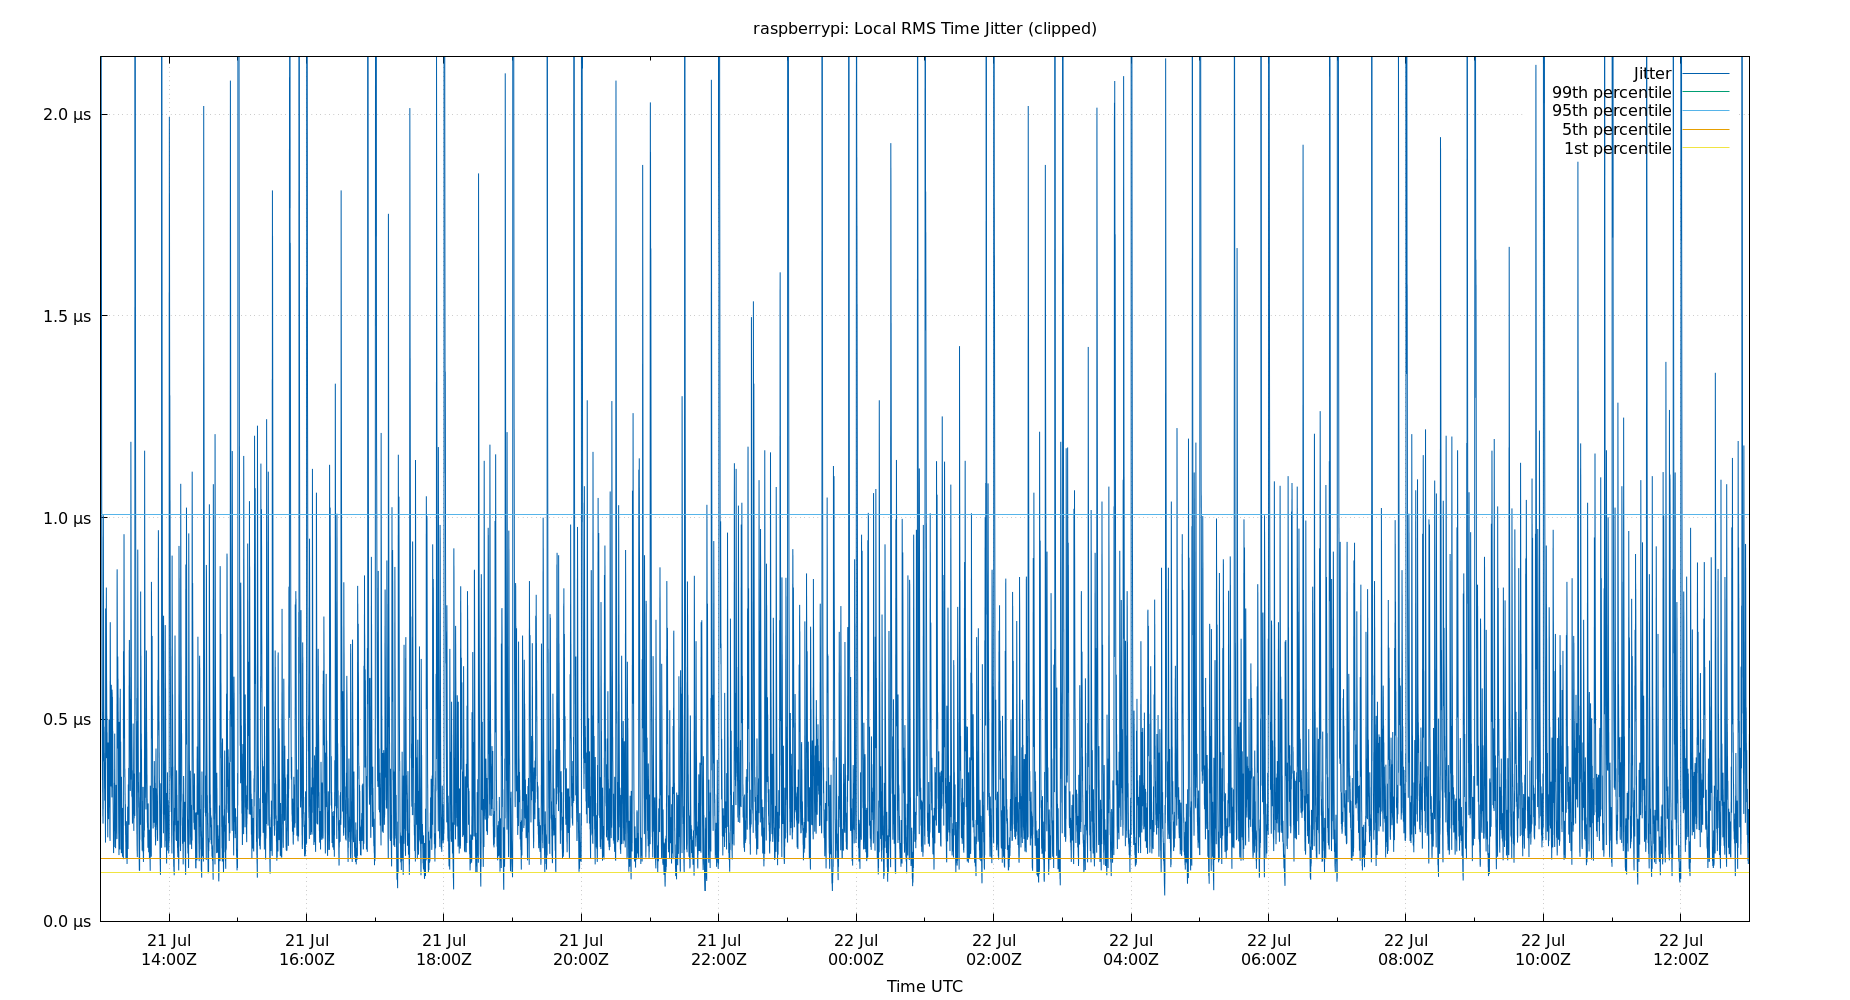 raspberrypi: Local RMS Time Jitter (clipped)
Jitter
99th percentile
95th percentile
5th percentile
1st percentile
2.0 µs
1.5 µs
1.0 µs
0.5 µs
0.0 µs
21 Jul 21 Jul 21 Jul 21 Jul 21 Jul 22 Jul 22 Jul 22 Jul 22 Jul 22 Jul 22 Jul 22 Jul
14:00Z 16:00Z 18:00Z 20:00Z 22:00Z 00:00Z 02:00Z 04:00Z 06:00Z 08:00Z 10:00Z 12:00Z
Time UTC